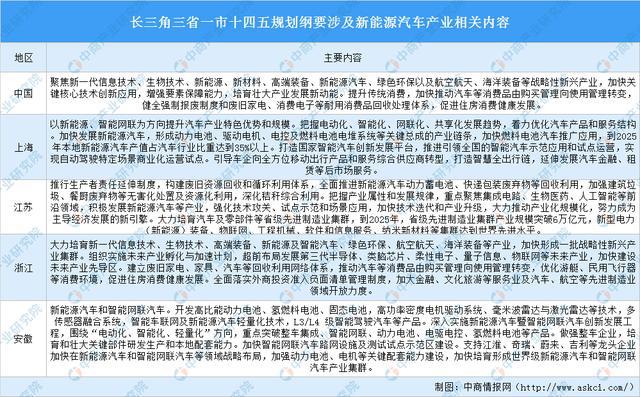 长三角三省一市十四五规划纲要涉及新能源汽车产业相关内容
地区
主要内容
中国
聚焦新一代信息技术、生物技术、新能源、新材料、高端装备、新能源汽车、绿色环保以及航空航天、海洋装备等战略性新兴产业，加快关
键核心技术创新应用，增强要素保障能力，培育壮大产业发展新动能。提升传统消费，加快推动汽车等消费品由购买管理向使用管理转变，
健全强制报废制度和废旧家电、消费电子等耐用消费品回收处理体系，促进住房消费健康发展。
上海
以新能源、智能网联为方向提升汽车产业特色优势和规模。把握电动化、智能化、网联化、共享化发展趋势，着力优化汽车产品和服务结构
。加快发展新能源汽车，形成动力电池、驱动电机、电控及燃料电池电堆系统等关键总成的产业链条，加快燃料电池汽车推广应用，到2025
年本地新能源汽车产值占汽车行业比重达到35%以上。打造国家智能汽车创新发展平台，推进引领全国的智能汽车示范应用和试点运营，实
现自动驾驶特定场景商业化运营试点。引导车企向全方位移动出行产品和服务综合供应商转型，打造智慧全出行链，延伸发展汽车金融、租
赁等后市场服务。
江苏
推行生产者责任延伸制度，构建废旧资源回收和循环利用体系，全面推进新能源汽车动力蓄电池、快递包装废弃物等回收利用，加强建筑垃
圾、餐厨废弃物等无害化处置及资源化利用，深化秸秆综合利用。把握产业属性和发展规律，重点聚焦集成电路、生物医药、人工智能等前
沿领域，积极发展新能源汽车等产业，强化技术攻关、试点示范和场景应用，加快技术迭代和产业升级，大力推动产业化规模化，努力成为
主导经济发展的新引擎。大力培育汽车及零部件等省级先进制造业集群，到2025年，省级先进制造业集群产业规模突破6万亿元，新型电力
（新能源）装备、物联网、工程机械、软件和信息服务、纳米新材料等集群达到世界先进水平。
浙江
大力培育新一代信息技术、生物技术、高端装备、新能源及智能汽车、绿色环保、航空航天、海洋装备等产业，加快形成一批战略性新兴产
业集群。组织实施未来产业孵化与加速计划，超前布局发展第三代半导体、类脑芯片、柔性电子、量子信息、物联网等未来产业，加快建设
未来产业先导区。建立废旧家电、家具、汽车等回收利用网络体系，推动汽车等消费品由购买管理向使用管理转变，优化游艇、民用飞行器
等消费环境，促进住房消费健康发展。全面落实外商投资准入负面清单管理制度，加大金融、文化旅游等服务业及汽车、航空等先进制造业
领域开放力度。
安徽
新能源汽车和智能网联汽车。开发高比能动力电池、氢燃料电池、固态电池，高功率密度电机驱动系统、毫米波雷达与激光雷达等技术，多
传感器融合系统，智能车联网及新能源汽车轻量化技术，L3/L4 级智能驾驶汽车等产品。深入实施新能源汽车暨智能网联汽车创新发展工
程，围绕“电动化、智能化、轻量化”方向，重点突破整车集成、智能网联、动力电池、电驱电控、氢燃料电池等产品。做强整车企业，培
育和壮大关键部件研发生产和本地配套能力。加快智能网联汽车路网设施及测试试点示范区建设。支持江淮、奇瑞、蔚来、吉利等龙头企业
加快在新能源汽车和智能网联汽车等领域战略布局，加强动力电池、电机等关键配套能力建设，加快培育形成世界级新能源汽车和智能网联
汽车产业集群。
制图：中商情报网（www.askci.com）
中商产业研究院